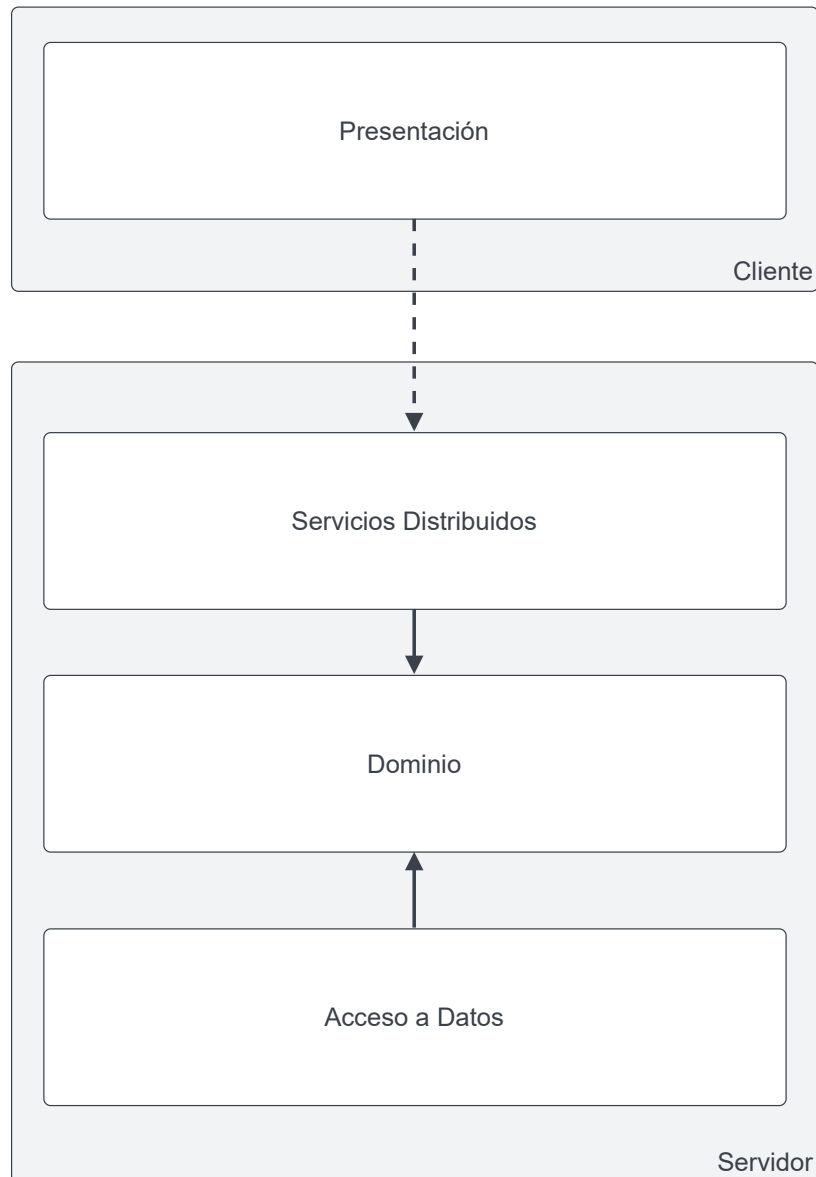 Presentación
Cliente
Servicios Distribuidos
Dominio
Acceso a Datos
Servidor